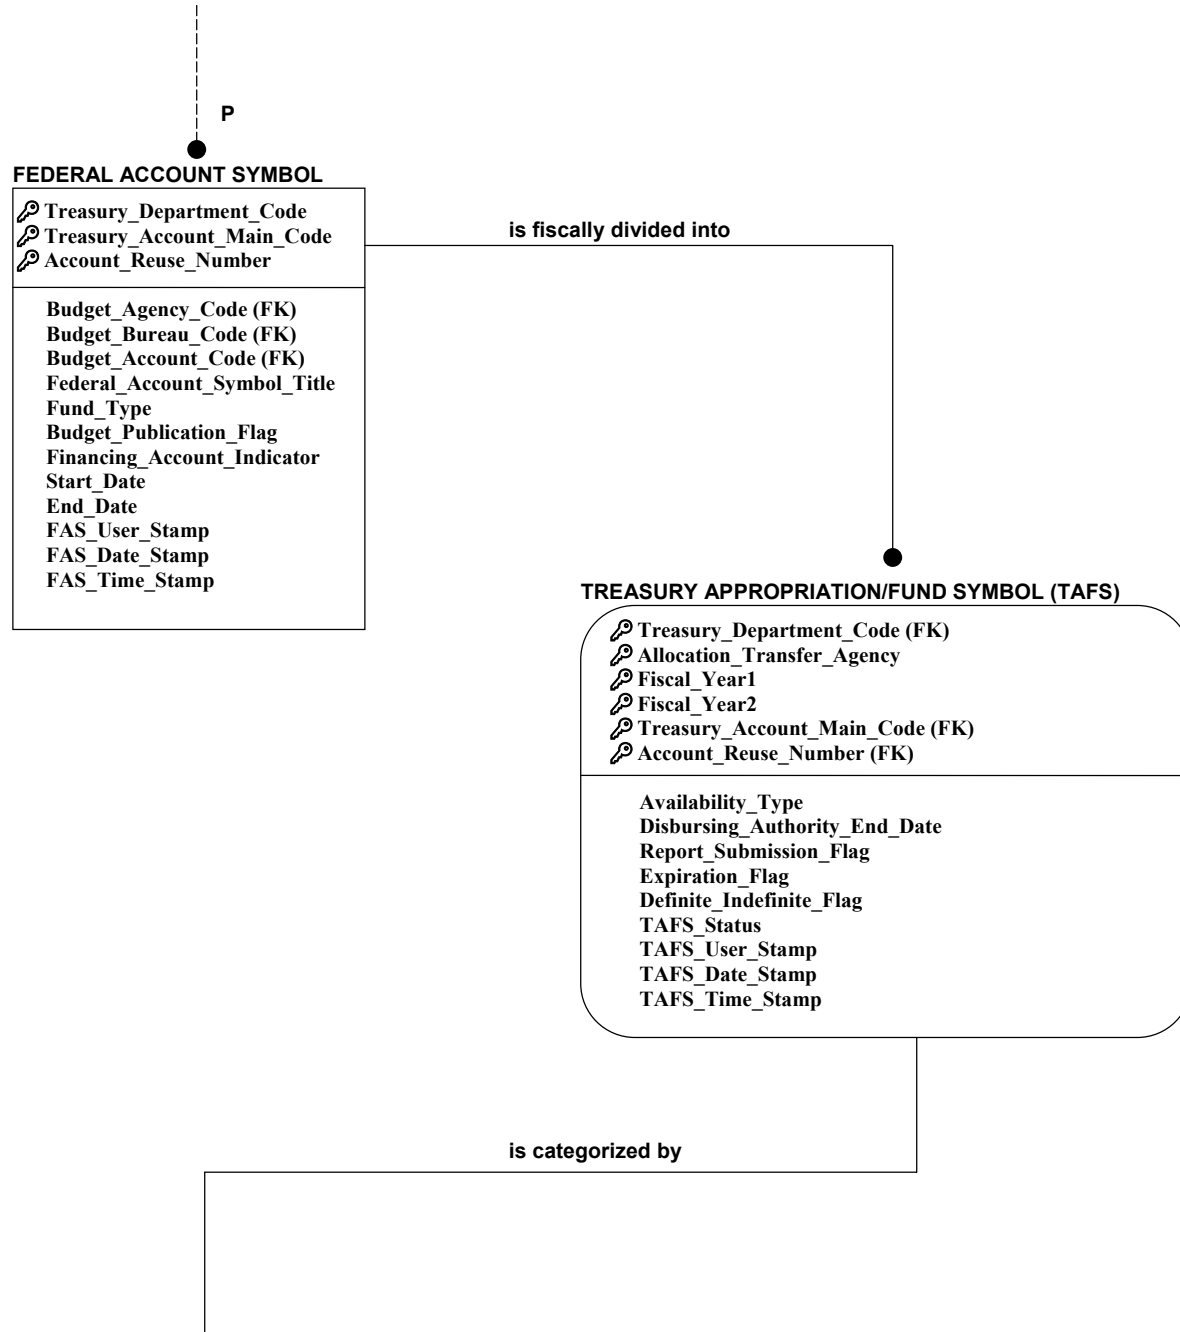 P
FEDERAL ACCOUNT SYMBOL
Treasury_Department_Code
Treasury_Account_Main_Code
Account_Reuse_Number
Budget_Agency_Code (FK)
Budget_Bureau_Code (FK)
Budget_Account_Code (FK)
Federal_Account_Symbol_Title
Fund_Type
Budget_Publication_Flag
Financing_Account_Indicator
Start_Date
End_Date
FAS_User_Stamp
FAS_Date_Stamp
FAS_Time_Stamp
is fiscally divided into
TREASURY APPROPRIATION/FUND SYMBOL (TAFS)
Treasury_Department_Code (FK)
Allocation_Transfer_Agency
Fiscal_Year1
Fiscal_Year2
Treasury_Account_Main_Code (FK)
Account_Reuse_Number (FK)
Availability_Type
Disbursing_Authority_End_Date
Report_Submission_Flag
Expiration_Flag
Definite_Indefinite_Flag
TAFS_Status
TAFS_User_Stamp
TAFS_Date_Stamp
TAFS_Time_Stamp
is categorized by